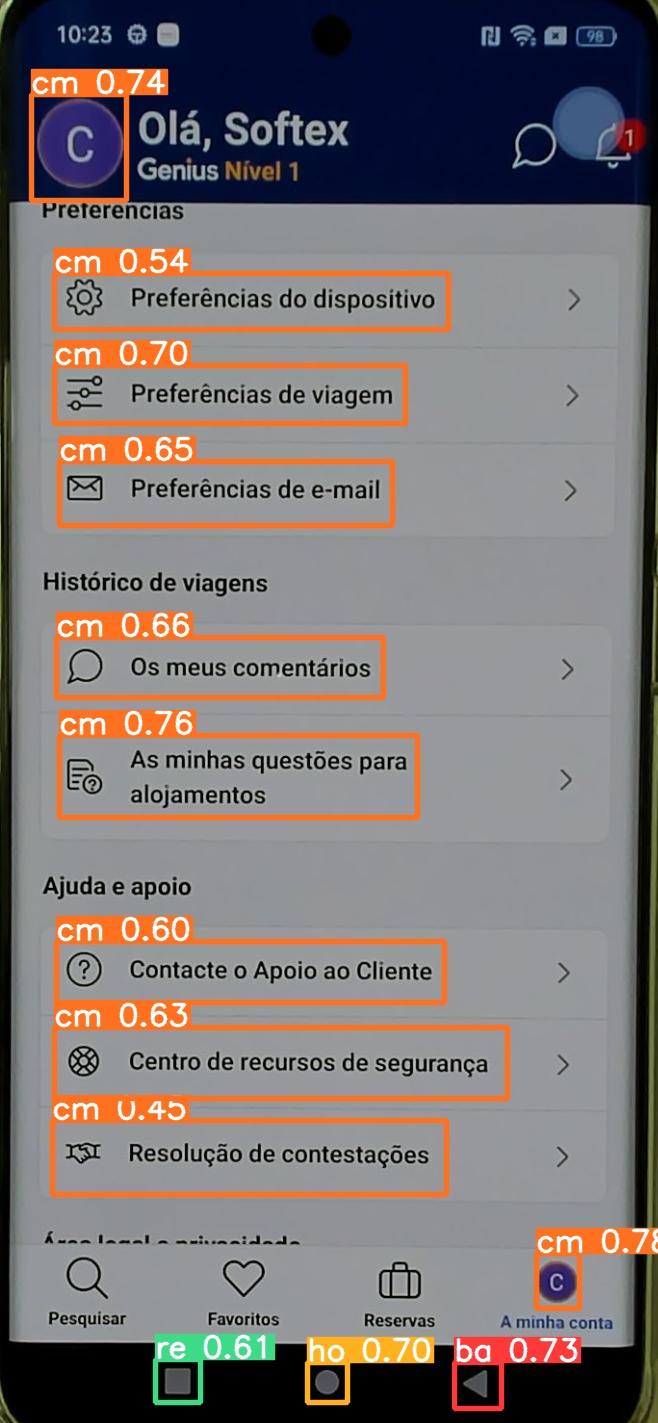 10:23
98
cm 0.74
C
Olá, Softex
Genius Nível 1
1
Preferências
cm 0.54
Preferências do dispositivo
cm 0.70
Preferências de viagem
cm 0.65
Preferências de e-mail
Histórico de viagens
cm 0.66
Os meus comentários
cm 0.76
As minhas questões para
alojamentos
Ajuda e apoio
cm 0.60
Contacte o Apoio ao Cliente
cm 0.63
Centro de recursos de segurança
cm 0.45
Resolução de contestações
Área legal e privacidade
cm 0.78
C
Pesquisar
Favoritos
Reservas
A minha conta
re 0.61
ho 0.70
ba 0.73